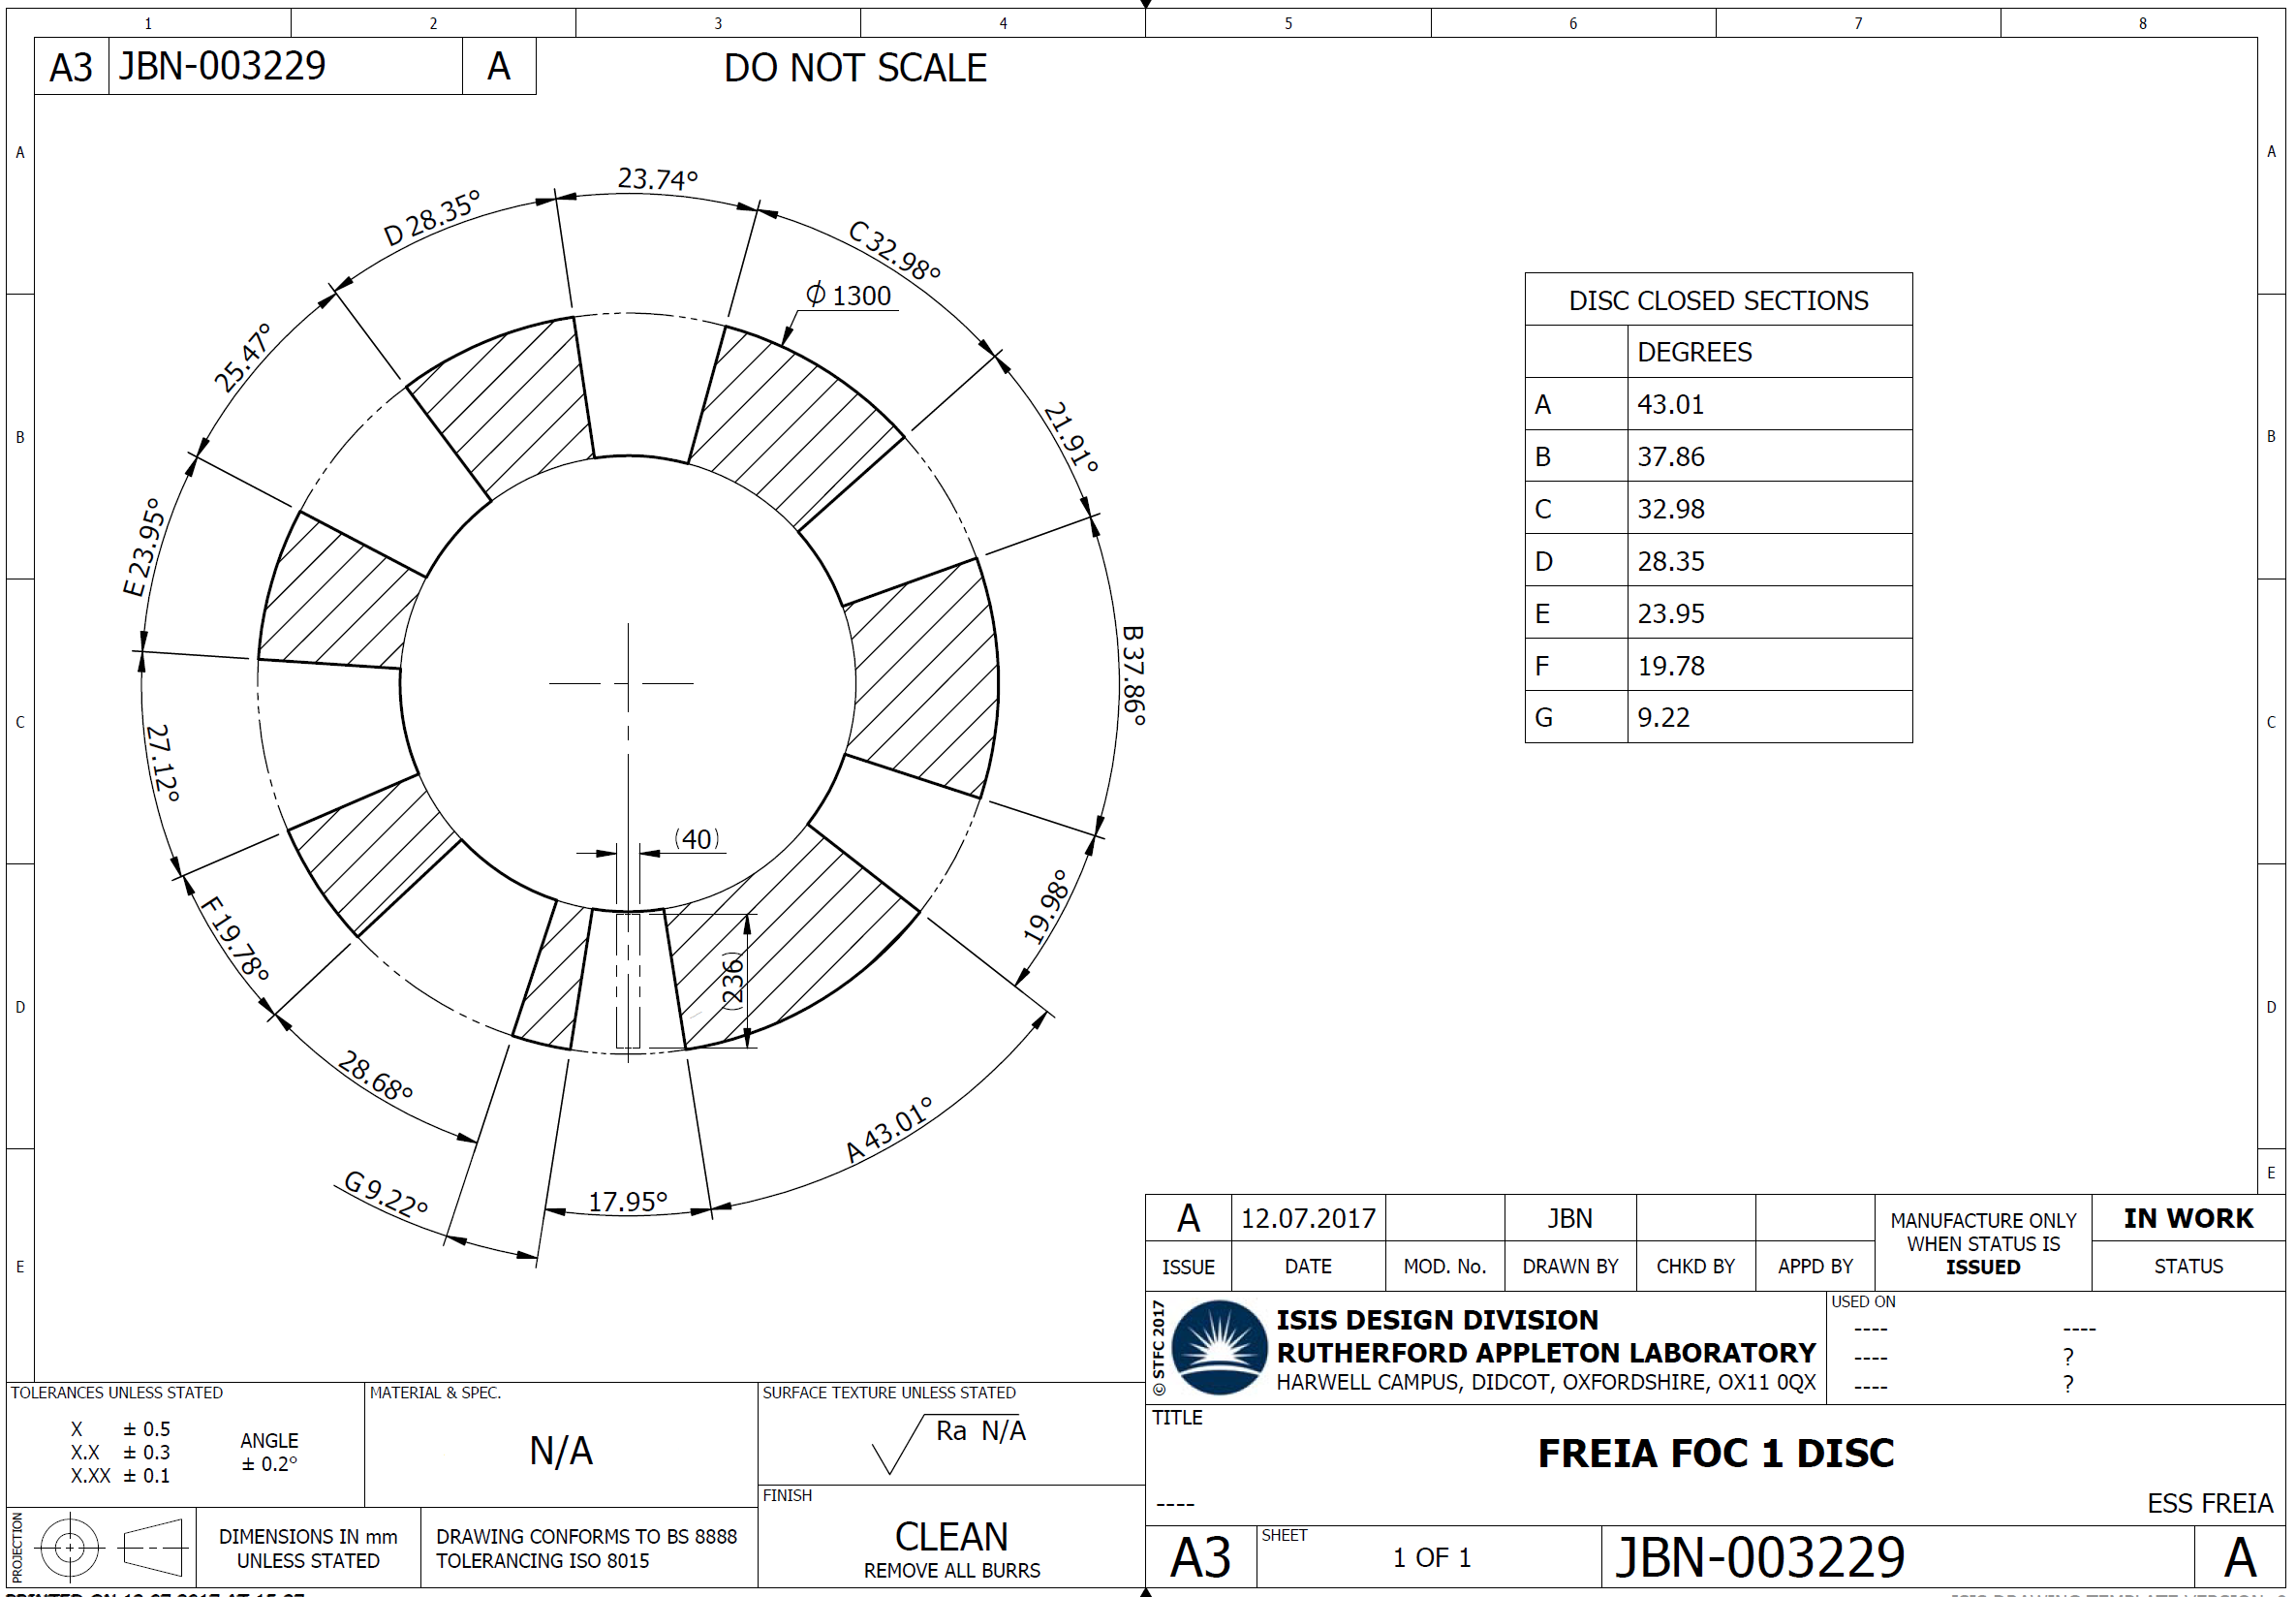 1 2 3 4 5 6 7 8
A3 JBN-003229 A
DO NOT SCALE
A A
B B
C C
D D
E E
23.74°
D 28.35°
C 32.98°
⌀ 1300
25.47°
21.91°
E 23.95°
B 37.86°
27.12°
(40)
19.98°
F 19.78°
(236)
28.68°
A 43.01°
G 9.22°
17.95°
DISC CLOSED SECTIONS
DEGREES
A 43.01
B 37.86
C 32.98
D 28.35
E 23.95
F 19.78
G 9.22
A 12.07.2017 JBN
ISSUE DATE MOD. No. DRAWN BY CHKD BY APPD BY
MANUFACTURE ONLY
WHEN STATUS IS
ISSUED
IN WORK
STATUS
© STFC 2017
ISIS DESIGN DIVISION
RUTHERFORD APPLETON LABORATORY
HARWELL CAMPUS, DIDCOT, OXFORDSHIRE, OX11 0QX
USED ON
---- ----
---- ?
---- ?
TOLERANCES UNLESS STATED
X ± 0.5
X.X ± 0.3
X.XX ± 0.1
ANGLE
± 0.2°
MATERIAL & SPEC.
N/A
SURFACE TEXTURE UNLESS STATED
Ra N/A
FINISH
CLEAN
REMOVE ALL BURRS
TITLE
FREIA FOC 1 DISC
----
ESS FREIA
PROJECTION
DIMENSIONS IN mm
UNLESS STATED
DRAWING CONFORMS TO BS 8888
TOLERANCING ISO 8015
A3
SHEET
1 OF 1
JBN-003229
A